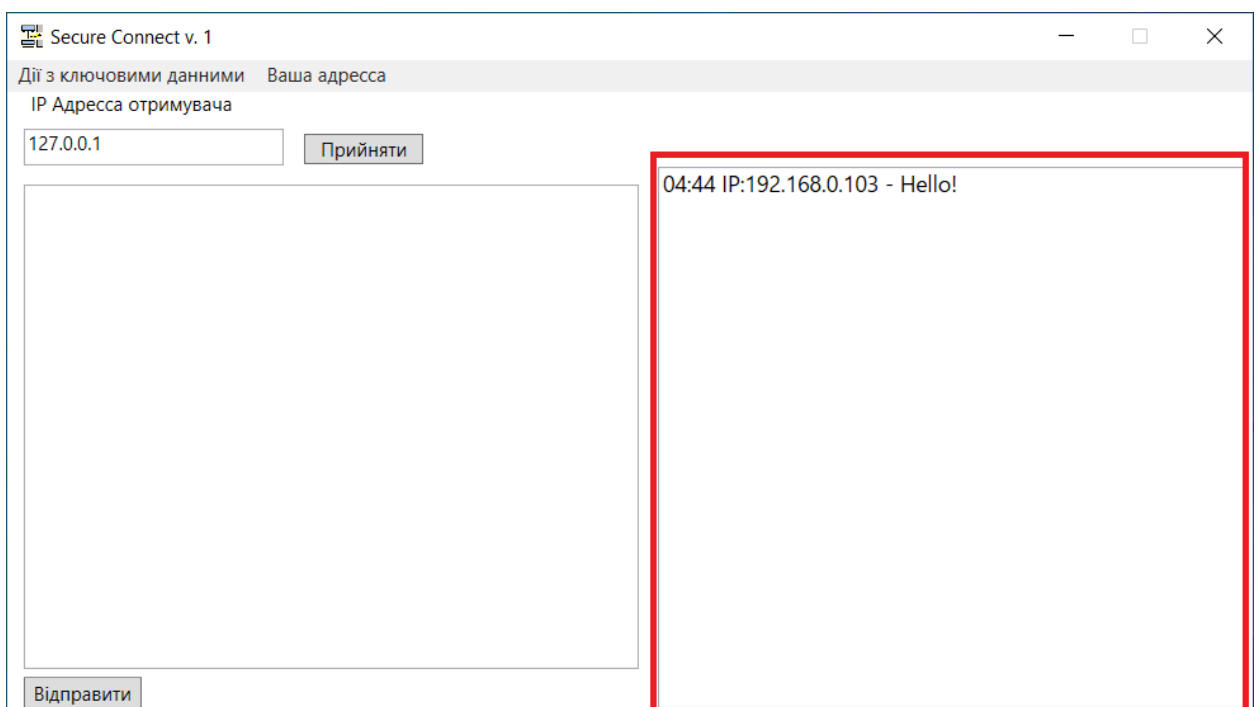 Secure Connect v. 1
Дії з ключовими данними Ваша адресса
IP Адресса отримувача
127.0.0.1
Прийняти
04:44 IP:192.168.0.103 - Hello!
Відправити